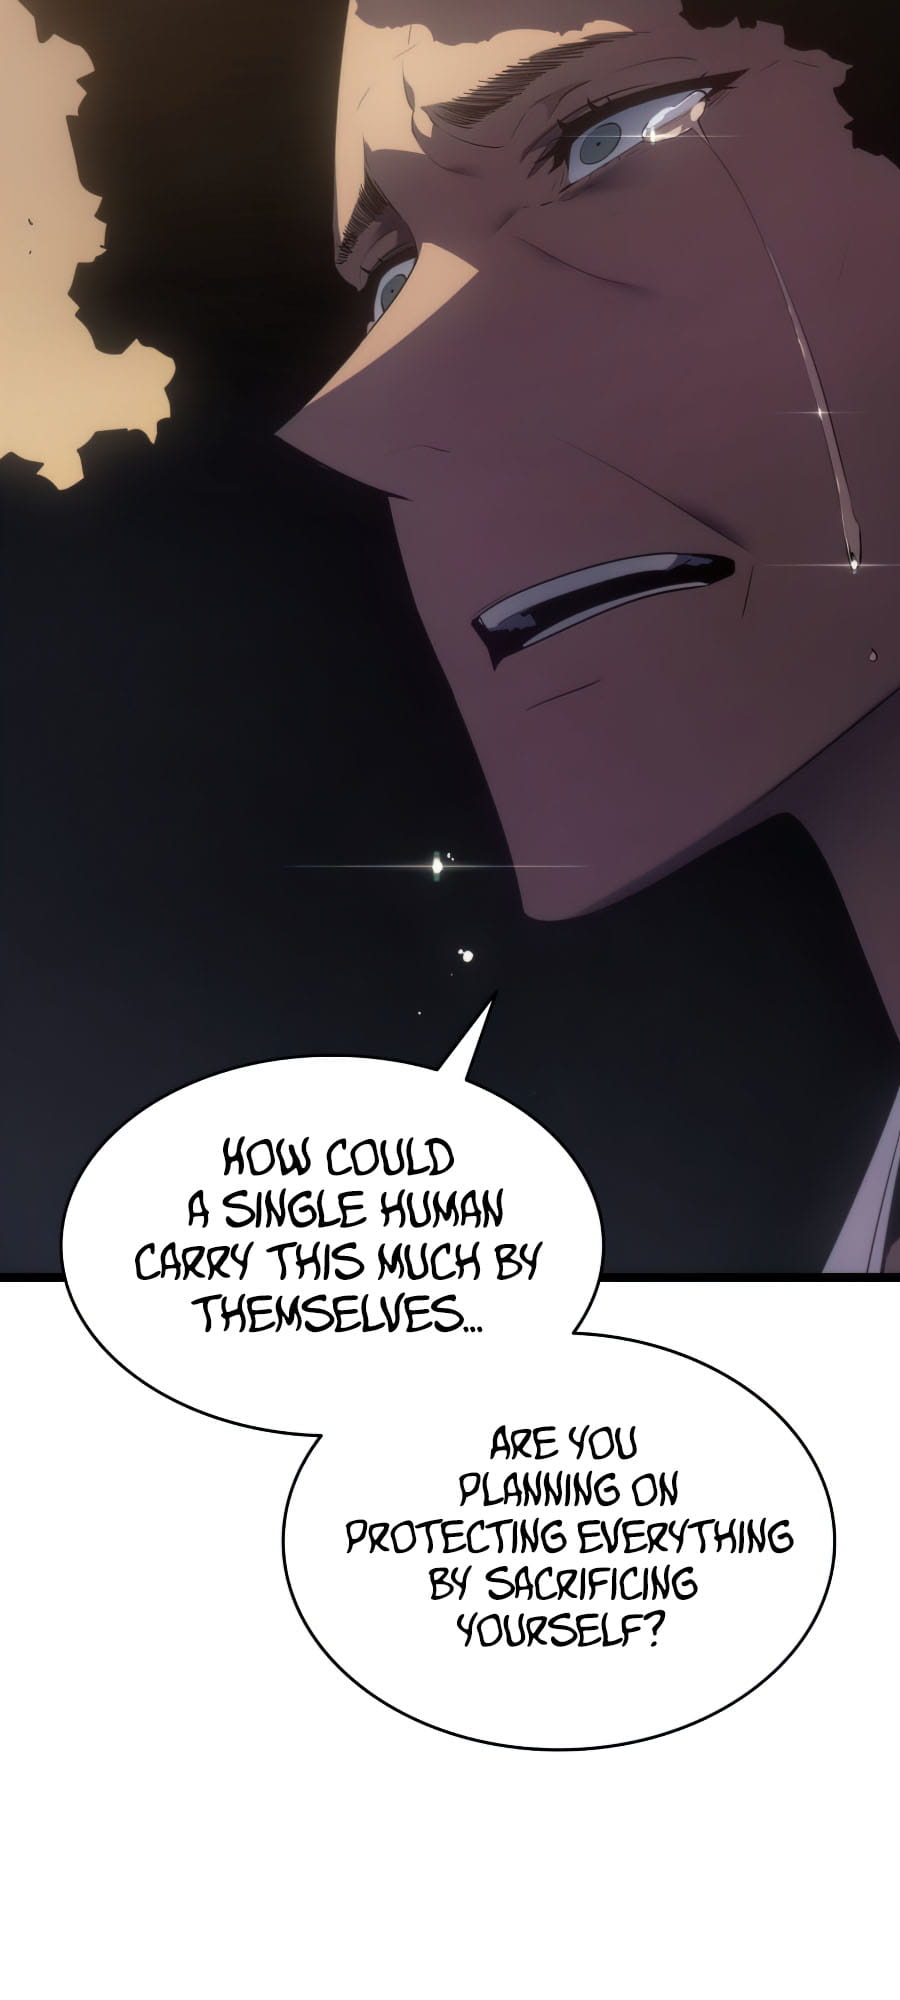 HOW COULD
A SINGLE HUMAN
CARRY THIS MUCH BY
THEMSELVES...
ARE YOU
PLANNING ON
PROTECTING EVERYTHING
BY SACRIFICING
YOURSELF?